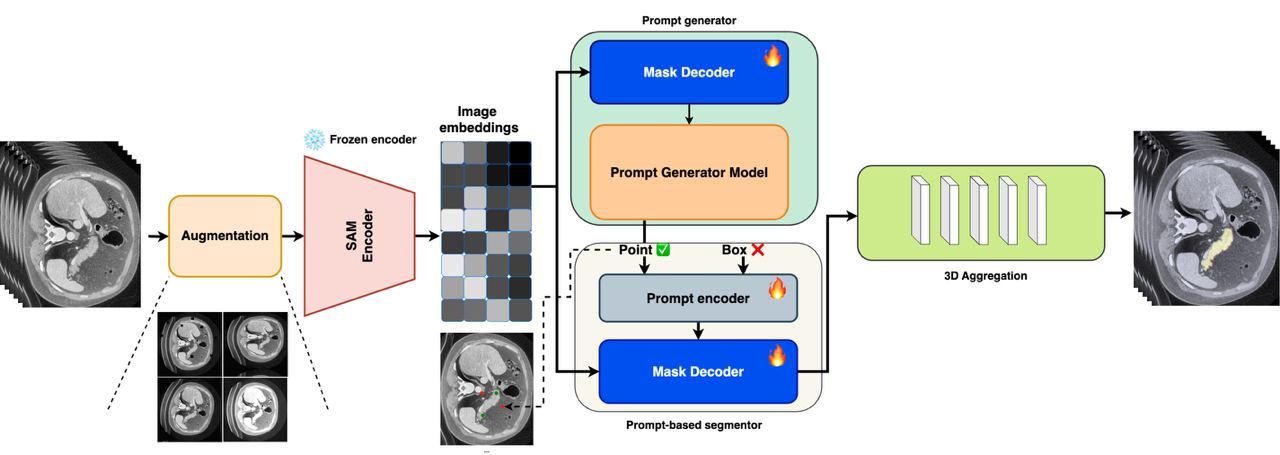 Prompt generator
Mask Decoder
Image
embeddings
Frozen encoder
Prompt Generator Model
SAM
Encoder
Augmentation
Point ✅
Box ❌
Prompt encoder
3D Aggregation
Mask Decoder
Prompt-based segmentor